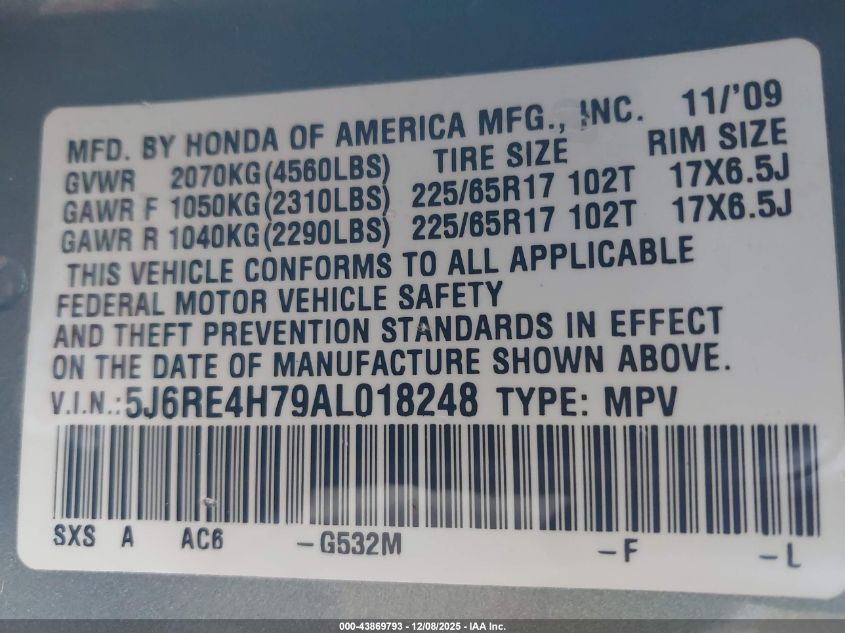 MFD. BY HONDA OF AMERICA MFG., INC. 11/'09
GVWR 2070KG(4560LBS) TIRE SIZE RIM SIZE
GAWR F 1050KG(2310LBS) 225/65R17 102T 17X6.5J
GAWR R 1040KG(2290LBS) 225/65R17 102T 17X6.5J
THIS VEHICLE CONFORMS TO ALL APPLICABLE
FEDERAL MOTOR VEHICLE SAFETY
AND THEFT PREVENTION STANDARDS IN EFFECT
ON THE DATE OF MANUFACTURE SHOWN ABOVE.
V.I.N.:5J6RE4H79AL018248 TYPE: MPV
SXS A AC6 -G532M -F -L
000-43869793 - 12/08/2025 - IAA Inc.